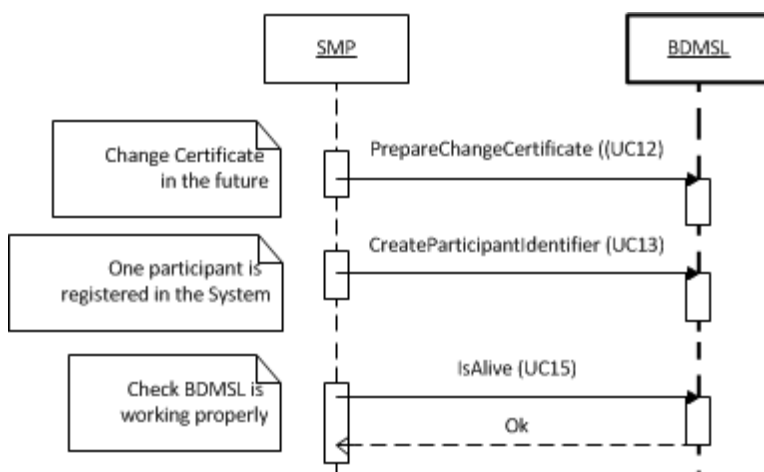 SMP
BDMSL
Change Certificate
in the future
PrepareChangeCertificate ((UC12)
One participant is
registered in the System
CreateParticipantIdentifier (UC13)
Check BDMSL is
working properly
IsAlive (UC15)
Ok